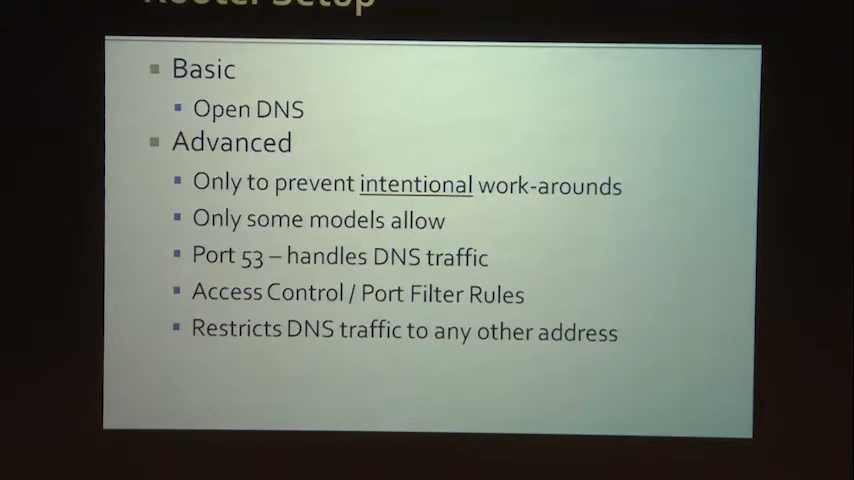 Router Setup
Basic
Open DNS
Advanced
Only to prevent intentional work-arounds
Only some models allow
Port 53 – handles DNS traffic
Access Control / Port Filter Rules
Restricts DNS traffic to any other address